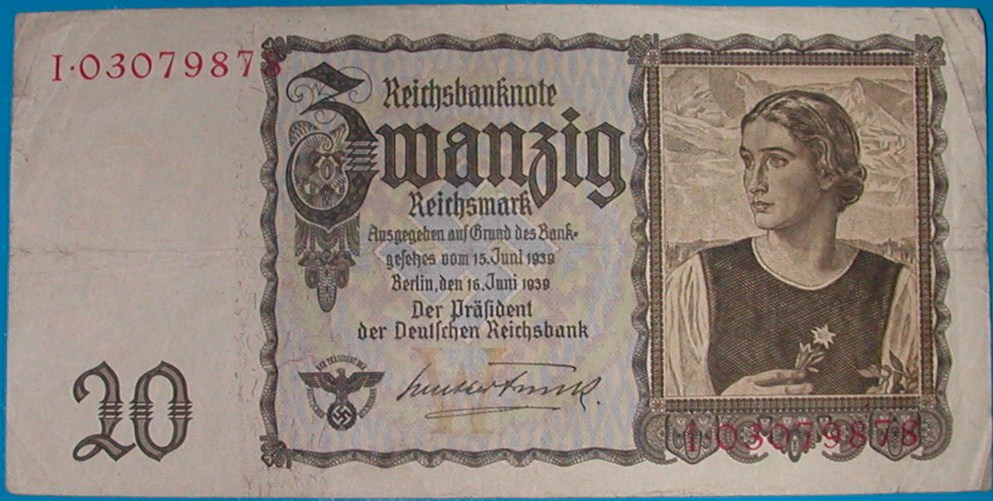 I·03079878
Reichsbanknote
Zwanzig
Reichsmark
Ausgegeben auf Grund des Bank-
gesetzes vom 15. Juni 1939
Berlin, den 16. Juni 1939
Der Präsident
der Deutschen Reichsbank
20
I·03079878